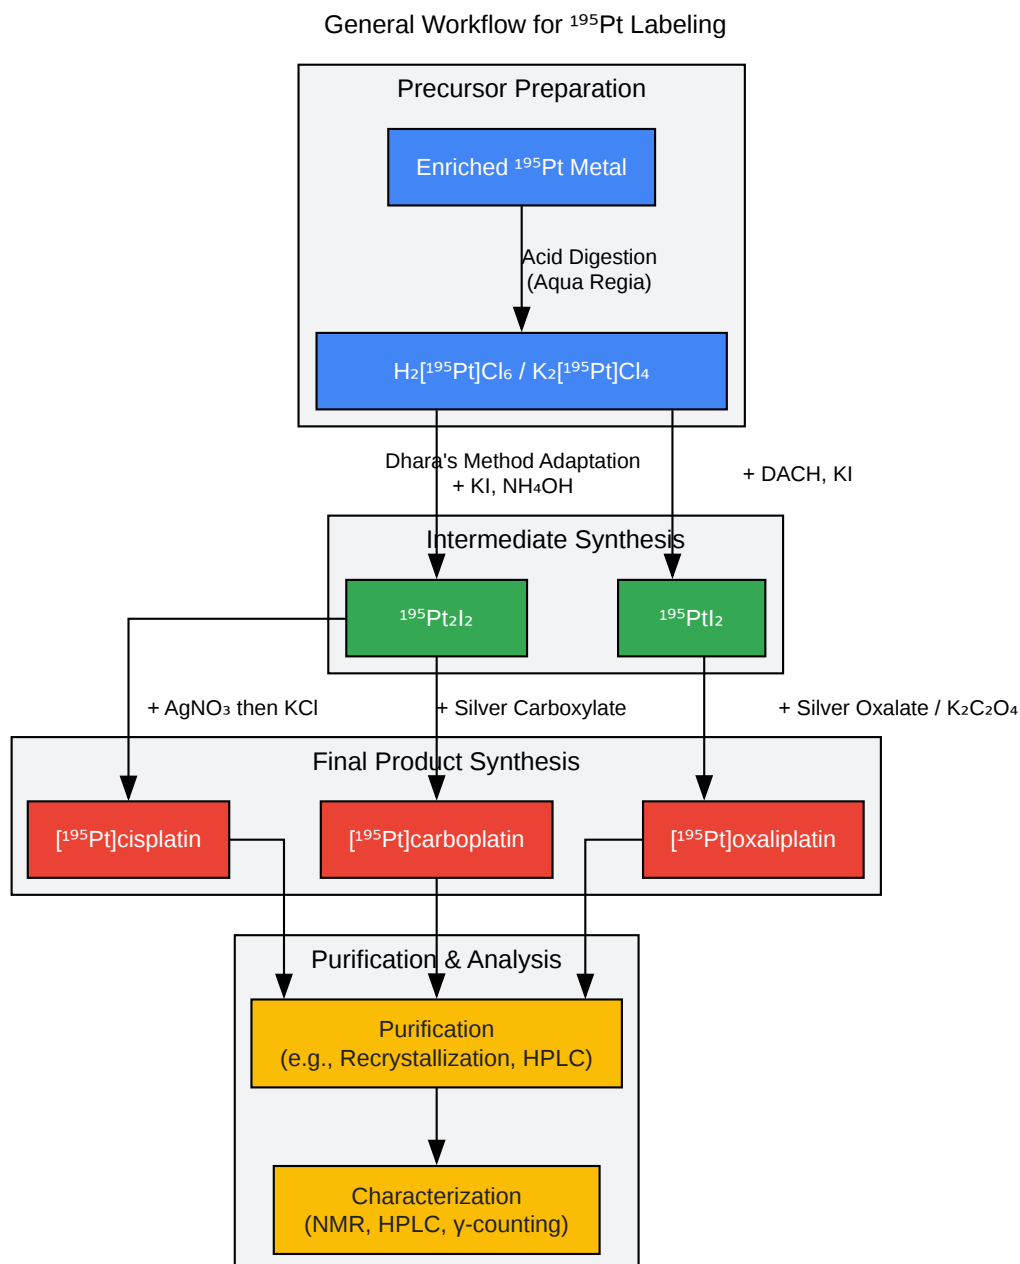 General Workflow for ¹⁹⁵Pt Labeling
Precursor Preparation
Enriched ¹⁹⁵Pt Metal
Acid Digestion
(Aqua Regia)
H₂[¹⁹⁵Pt]Cl₆ / K₂[¹⁹⁵Pt]Cl₄
Dhara's Method Adaptation
+ KI, NH₄OH
+ DACH, KI
Intermediate Synthesis
¹⁹⁵Pt₂I₂
¹⁹⁵PtI₂
+ AgNO₃ then KCl
+ Silver Carboxylate
+ Silver Oxalate / K₂C₂O₄
Final Product Synthesis
[¹⁹⁵Pt]cisplatin
[¹⁹⁵Pt]carboplatin
[¹⁹⁵Pt]oxaliplatin
Purification & Analysis
Purification
(e.g., Recrystallization, HPLC)
Characterization
(NMR, HPLC, γ-counting)